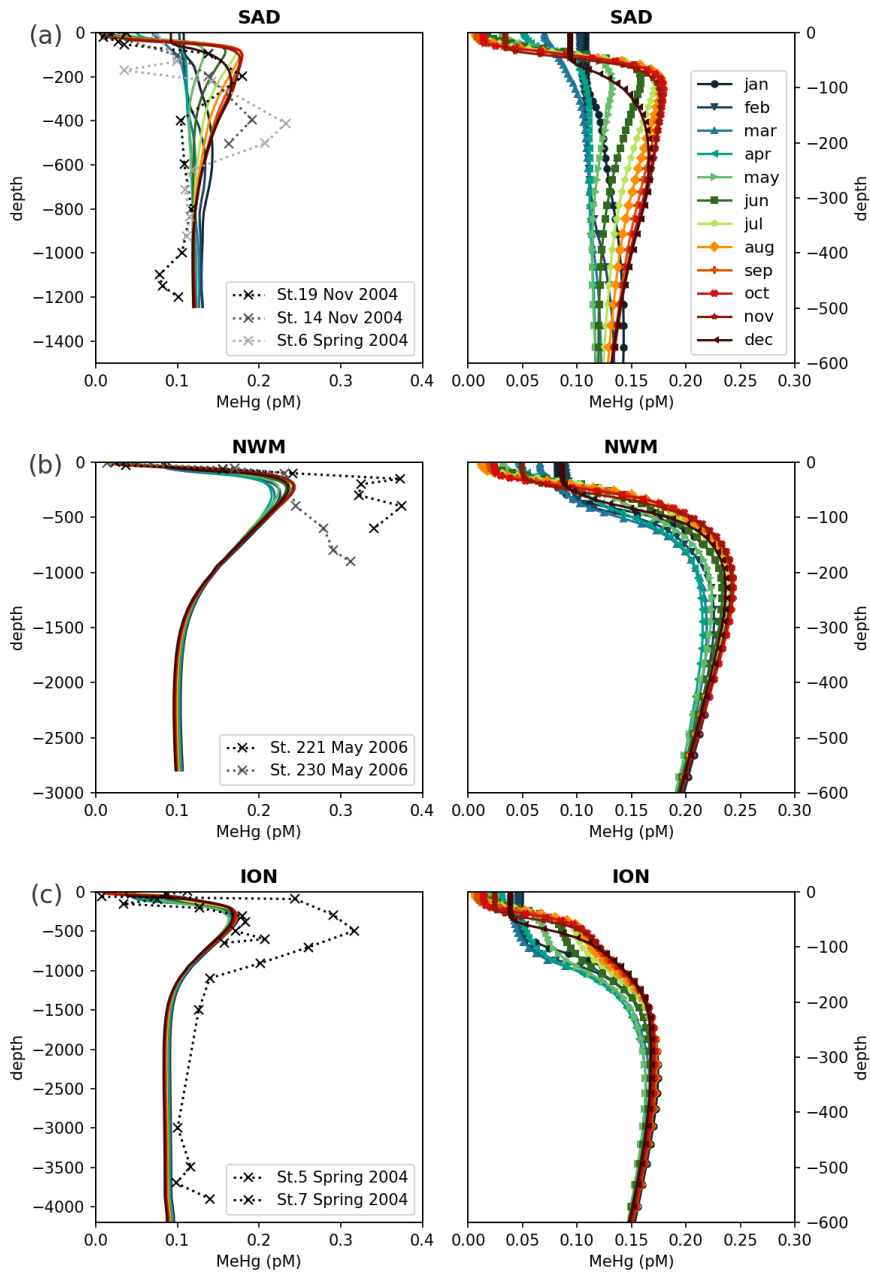 (a)
SAD
SAD
0
−200
−400
−600
−800
−1000
−1200
−1400
depth
0.0 0.1 0.2 0.3 0.4
MeHg (pM)
St.19 Nov 2004
St. 14 Nov 2004
St.6 Spring 2004
jan
feb
mar
apr
may
jun
jul
aug
sep
oct
nov
dec
0
−100
−200
−300
−400
−500
−600
depth
0.00 0.05 0.10 0.15 0.20 0.25 0.30
MeHg (pM)
(b)
NWM
NWM
0
−500
−1000
−1500
−2000
−2500
−3000
depth
0.0 0.1 0.2 0.3 0.4
MeHg (pM)
St. 221 May 2006
St. 230 May 2006
0
−100
−200
−300
−400
−500
−600
depth
0.00 0.05 0.10 0.15 0.20 0.25 0.30
MeHg (pM)
(c)
ION
ION
0
−500
−1000
−1500
−2000
−2500
−3000
−3500
−4000
depth
0.0 0.1 0.2 0.3 0.4
MeHg (pM)
St.5 Spring 2004
St.7 Spring 2004
0
−100
−200
−300
−400
−500
−600
depth
0.00 0.05 0.10 0.15 0.20 0.25 0.30
MeHg (pM)